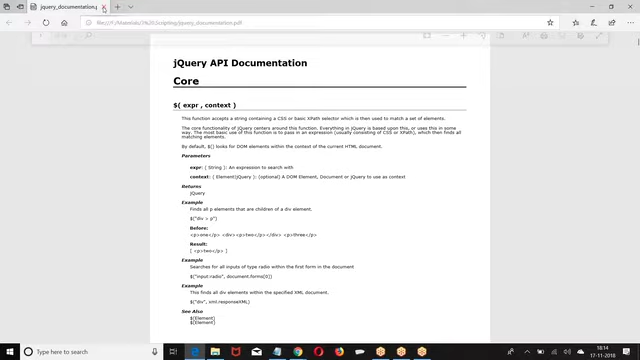 jquery_documentation.p
file:///F:/Materials/I%20Scripting/jquery_documentation.pdf
jQuery API Documentation
Core
$( expr , context )
This function accepts a string containing a CSS or basic XPath selector which is then used to match a set of elements.
The core functionality of jQuery centers around this function. Everything in jQuery is based upon this, or uses this in some
way. The most basic use of this function is to pass in an expression (usually consisting of CSS or XPath), which then finds all
matching elements.
By default, $() looks for DOM elements within the context of the current HTML document.
Parameters
expr: ( String ): An expression to search with
context: ( Element|jQuery ): (optional) A DOM Element, Document or jQuery to use as context
Returns
jQuery
Example
Finds all p elements that are children of a div element.
$("div > p")
Before:
<p>one</p> <div><p>two</p></div> <p>three</p>
Result:
[ <p>two</p> ]
Example
Searches for all inputs of type radio within the first form in the document
$("input:radio", document.forms[0])
Example
This finds all div elements within the specified XML document.
$("div", xml.responseXML)
See Also
$(Element)
$(Element)
Type here to search
18:14
17-11-2018